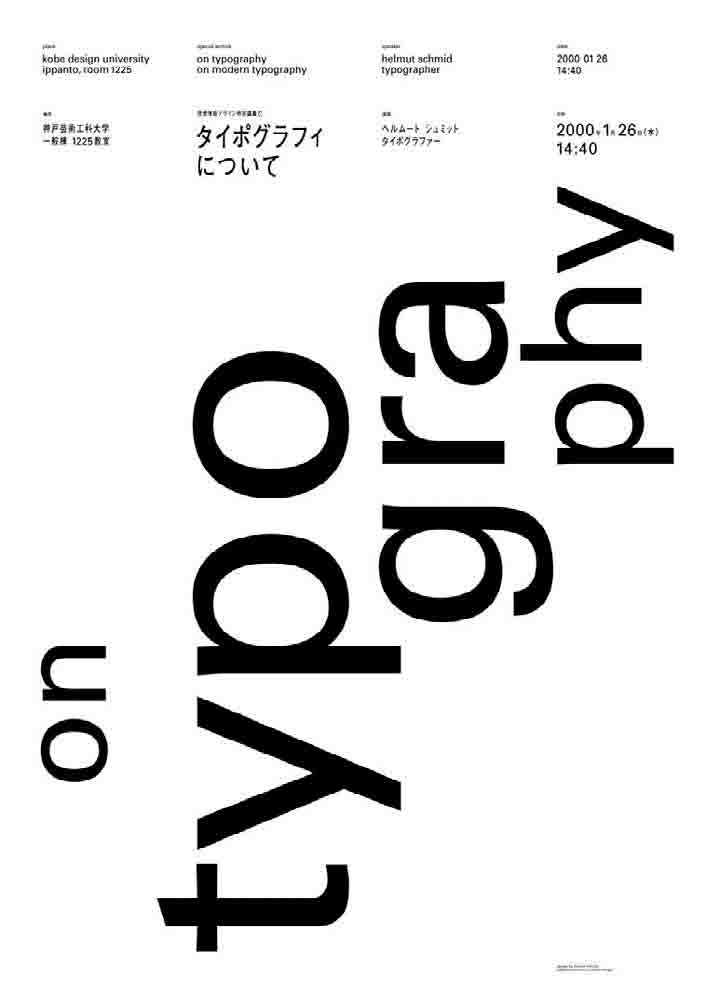 place
kobe design university
ippanto, room 1225
special lecture
on typography
on modern typography
speaker
helmut schmid
typographer
date
2000 01 26
14:40
場所
神戸芸術工科大学
一般棟 1225教室
タイポグラフィ
について
講師
ヘルムート シュミット
タイポグラファー
日時
2000年1月26日(水)
14:40
on
typo
gra
phy